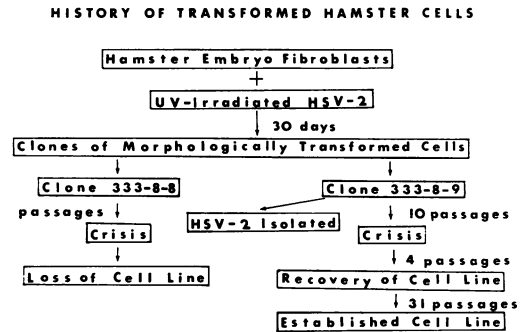 HISTORY OF TRANSFORMED HAMSTER CELLS
Hamster Embryo Fibroblasts
+
UV-Irradiated HSV-2
30 days
Clones of Morphologically Transformed Cells
Clone 333-8-8
Clone 333-8-9
passages
HSV-2 Isolated
10 passages
Crisis
Crisis
4 passages
Loss of Cell Line
Recovery of Cell Line
31 passages
Established Cell Line